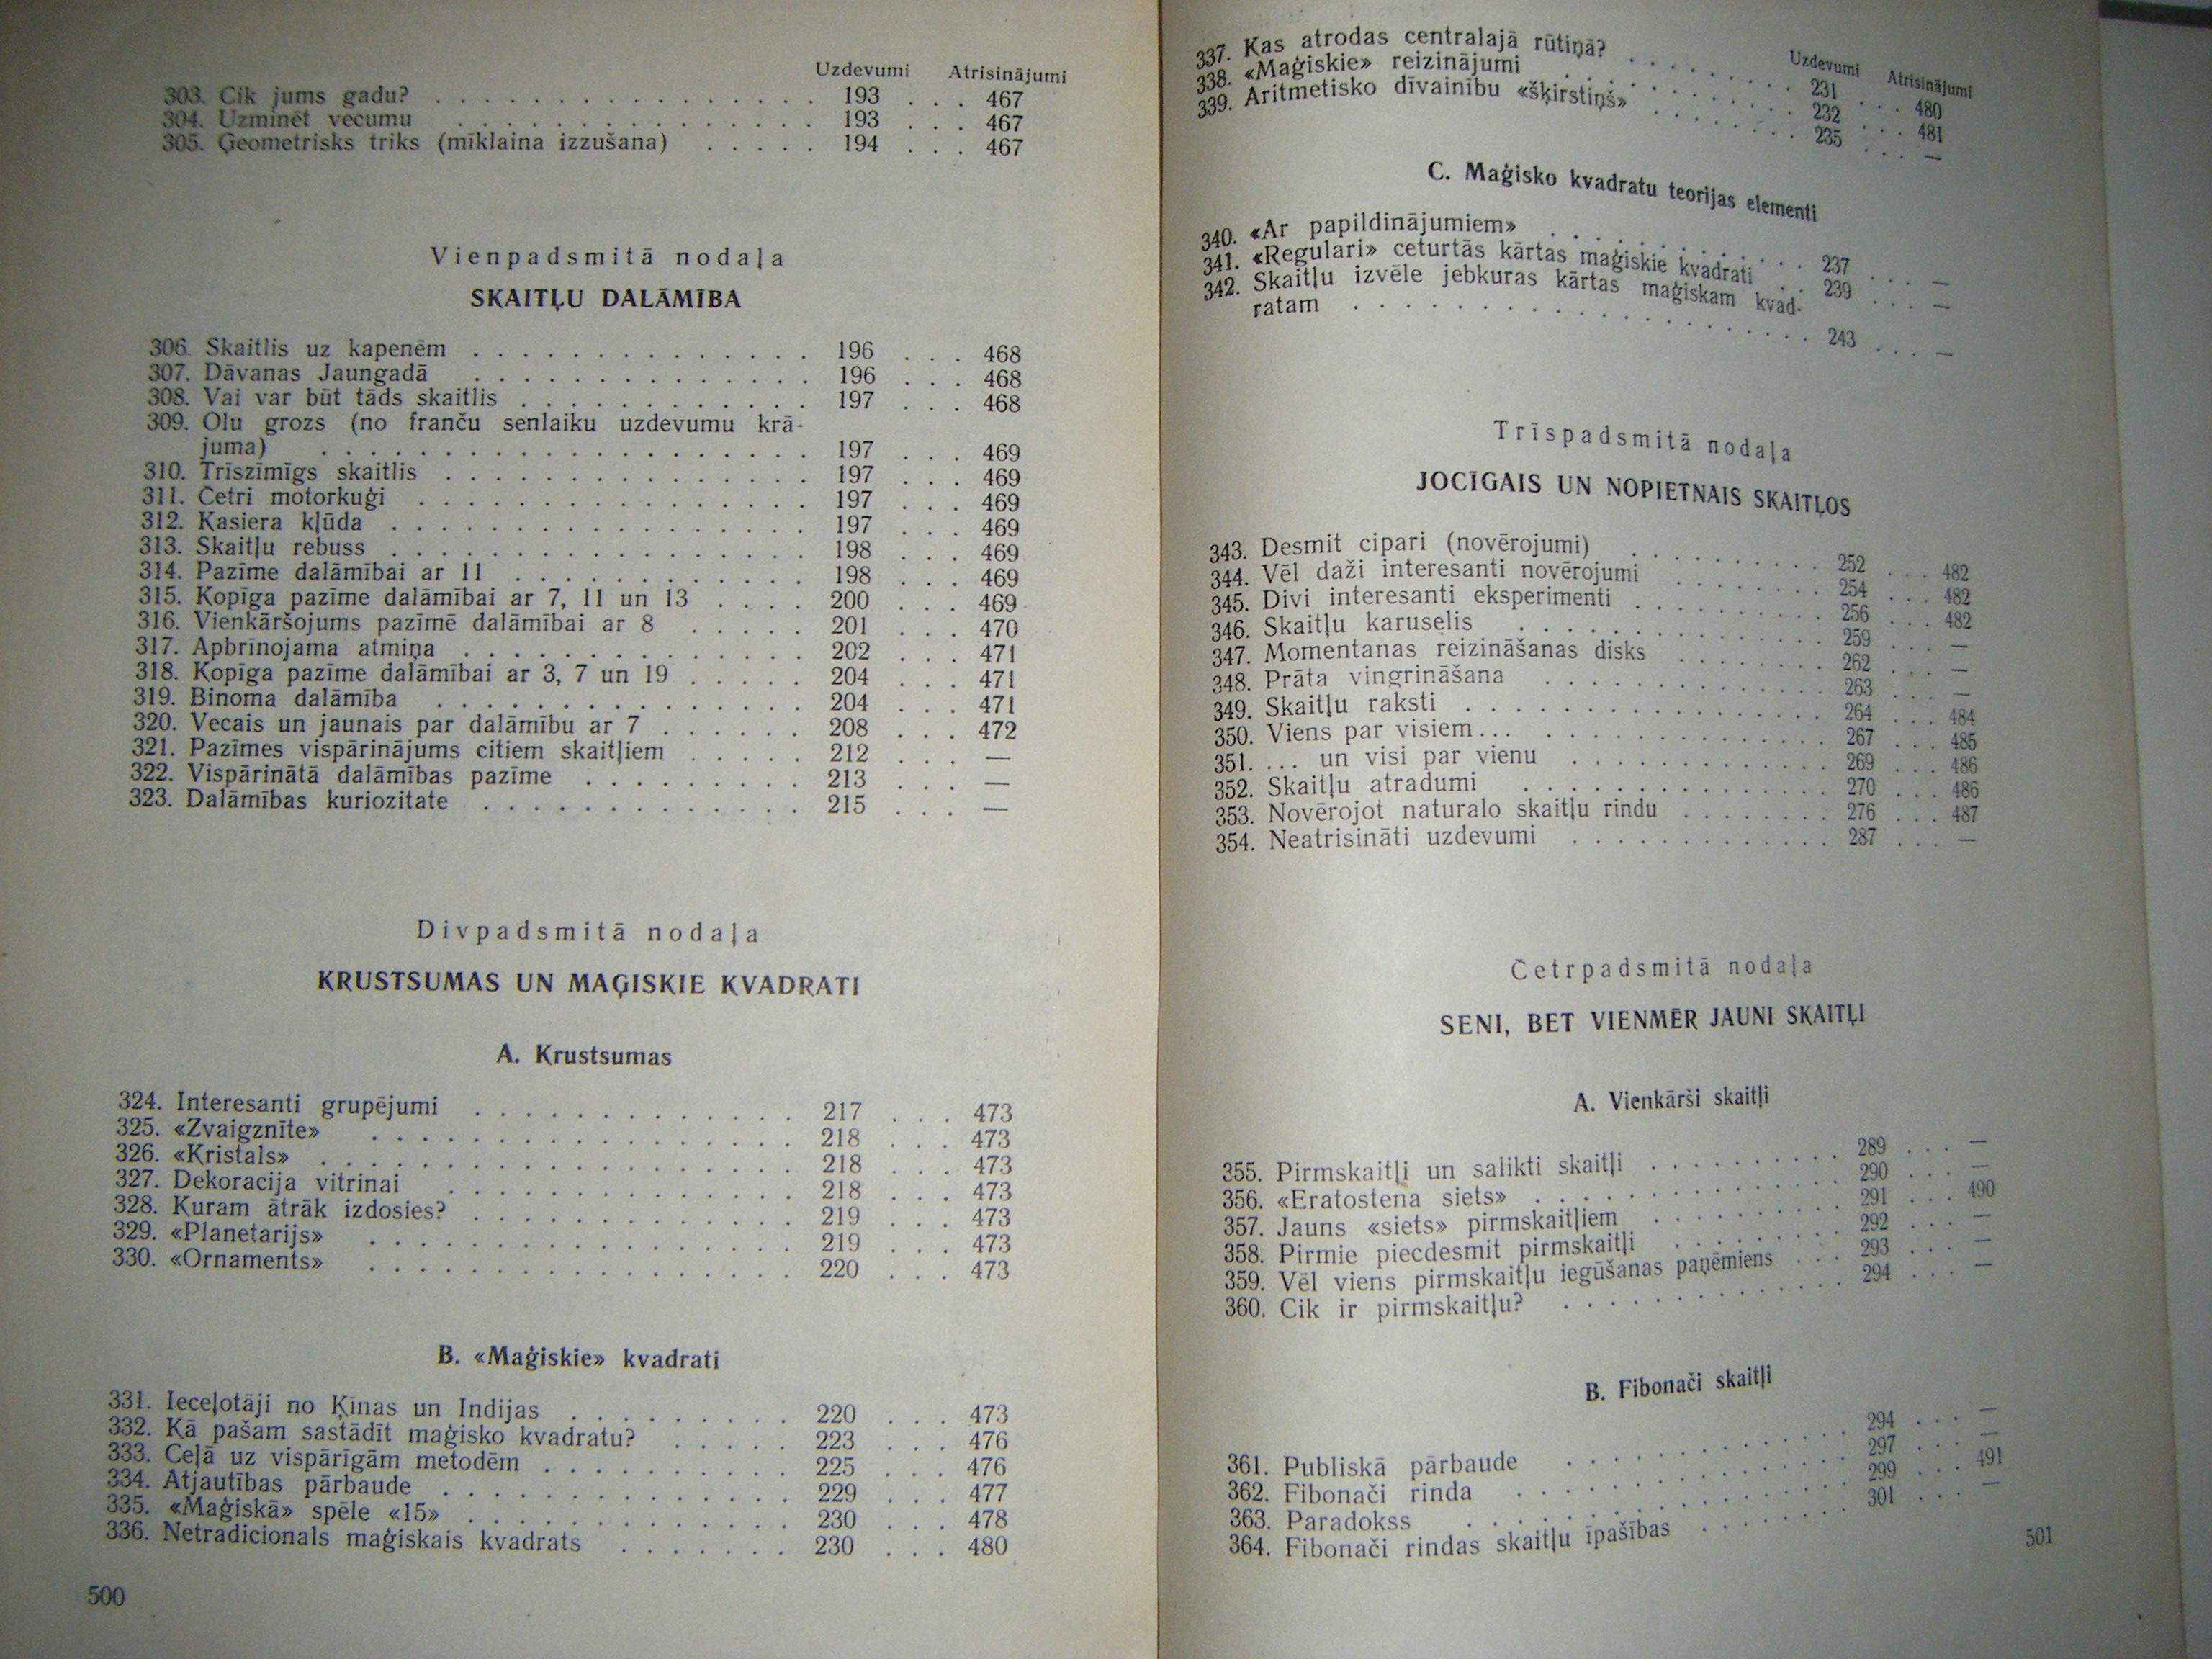 Uzdevumi Atrisinājumi
303. Cik jums gadu? . . . . . . . . . . . . . . . . 193 . . . 467
304. Uzminēt vecumu . . . . . . . . . . . . . . . 193 . . . 467
305. Ģeometrisks triks (mīklaina izzušana) . . . . . 194 . . . 467
Vienpadsmitā nodaļa
SKAITĻU DALĀMĪBA
306. Skaitlis uz kapenēm . . . . . . . . . . . . . . 196 . . . 468
307. Dāvanas Jaungadā . . . . . . . . . . . . . . 196 . . . 468
308. Vai var būt tāds skaitlis . . . . . . . . . . . . 197 . . . 468
309. Olu grozs (no franču senlaiku uzdevumu krā-
juma) . . . . . . . . . . . . . . . . . . . . 197 . . . 469
310. Trīszīmīgs skaitlis . . . . . . . . . . . . . . . 197 . . . 469
311. Četri motorkuģi . . . . . . . . . . . . . . . . 197 . . . 469
312. Kasiera kļūda . . . . . . . . . . . . . . . . . 197 . . . 469
313. Skaitļu rebuss . . . . . . . . . . . . . . . . . 198 . . . 469
314. Pazīme dalāmībai ar 11 . . . . . . . . . . . . 198 . . . 469
315. Kopīga pazīme dalāmībai ar 7, 11 un 13 . . . . 200 . . . 469
316. Vienkāršojums pazīmē dalāmībai ar 8 . . . . . 201 . . . 470
317. Apbrīnojama atmiņa . . . . . . . . . . . . . . 202 . . . 471
318. Kopīga pazīme dalāmībai ar 3, 7 un 19 . . . . . 204 . . . 471
319. Binoma dalāmība . . . . . . . . . . . . . . . 204 . . . 471
320. Vecais un jaunais par dalāmību ar 7 . . . . . . 208 . . . 472
321. Pazīmes vispārinājums citiem skaitļiem . . . . . 212 . . . —
322. Vispārinātā dalāmības pazīme . . . . . . . . . 213 . . . —
323. Dalāmības kuriozitate . . . . . . . . . . . . . 215 . . . —
Divpadsmitā nodaļa
KRUSTSUMAS UN MAĢISKIE KVADRATI
A. Krustsumas
324. Interesanti grupējumi . . . . . . . . . . . . . 217 . . . 473
325. «Zvaigznīte» . . . . . . . . . . . . . . . . . 218 . . . 473
326. «Kristals» . . . . . . . . . . . . . . . . . . . 218 . . . 473
327. Dekoracija vitrinai . . . . . . . . . . . . . . 218 . . . 473
328. Kuram ātrāk izdosies? . . . . . . . . . . . . . 219 . . . 473
329. «Planetarijs» . . . . . . . . . . . . . . . . . 219 . . . 473
330. «Ornaments» . . . . . . . . . . . . . . . . . 220 . . . 473
B. «Maģiskie» kvadrati
331. Ieceļotāji no Ķīnas un Indijas . . . . . . . . . 220 . . . 473
332. Kā pašam sastādīt maģisko kvadratu? . . . . . 223 . . . 476
333. Ceļā uz vispārīgām metodēm . . . . . . . . . . 225 . . . 476
334. Atjautības pārbaude . . . . . . . . . . . . . . 229 . . . 477
335. «Maģiskā» spēle «15» . . . . . . . . . . . . . 230 . . . 478
336. Netradicionals maģiskais kvadrats . . . . . . . 230 . . . 480
500
Uzdevumi Atrisinājumi
337. Kas atrodas centralajā rūtiņā? . . . . . . . . 231 . . . 480
338. «Maģiskie» reizinājumi . . . . . . . . . . . 232 . . . 481
339. Aritmetisko dīvainību «šķirstiņš» . . . . . . . 235 . . . —
C. Maģisko kvadratu teorijas elementi
340. «Ar papildinājumiem» . . . . . . . . . . . . 237 . . . —
341. «Regulari» ceturtās kārtas maģiskie kvadrati . . 239 . . . —
342. Skaitļu izvēle jebkuras kārtas maģiskam kvad-
ratam . . . . . . . . . . . . . . . . . . . . 243 . . . —
Trīspadsmitā nodaļa
JOCĪGAIS UN NOPIETNAIS SKAITĻOS
343. Desmit cipari (novērojumi) . . . . . . . . . 252 . . . 482
344. Vēl daži interesanti novērojumi . . . . . . . 254 . . . 482
345. Divi interesanti eksperimenti . . . . . . . . . 256 . . . 482
346. Skaitļu karuselis . . . . . . . . . . . . . . 259 . . . —
347. Momentanas reizināšanas disks . . . . . . . 262 . . . —
348. Prāta vingrināšana . . . . . . . . . . . . . 263 . . . —
349. Skaitļu raksti . . . . . . . . . . . . . . . . 264 . . . 484
350. Viens par visiem . . . . . . . . . . . . . . . . 267 . . . 485
351. . . . un visi par vienu . . . . . . . . . . . . 269 . . . 486
352. Skaitļu atradumi . . . . . . . . . . . . . . 270 . . . 486
353. Novērojot naturalo skaitļu rindu . . . . . . . 276 . . . 487
354. Neatrisināti uzdevumi . . . . . . . . . . . . 287 . . . —
Četrpadsmitā nodaļa
SENI, BET VIENMĒR JAUNI SKAITĻI
A. Vienkārši skaitļi
355. Pirmskaitļi un salikti skaitļi . . . . . . . . . 289 . . . —
356. «Eratostena siets» . . . . . . . . . . . . . 290 . . . —
357. Jauns «siets» pirmskaitļiem . . . . . . . . . 291 . . . 490
358. Pirmie piecdesmit pirmskaitļi . . . . . . . . 292 . . . —
359. Vēl viens pirmskaitļu iegūšanas paņēmiens . . . 293 . . . —
360. Cik ir pirmskaitļu? . . . . . . . . . . . . . 294 . . . —
B. Fibonači skaitļi
361. Publiskā pārbaude . . . . . . . . . . . . . 294 . . . —
362. Fibonači rinda . . . . . . . . . . . . . . . 297 . . . —
363. Paradokss . . . . . . . . . . . . . . . . . 299 . . . 491
364. Fibonači rindas skaitļu īpašības . . . . . . . 301 . . . —
501